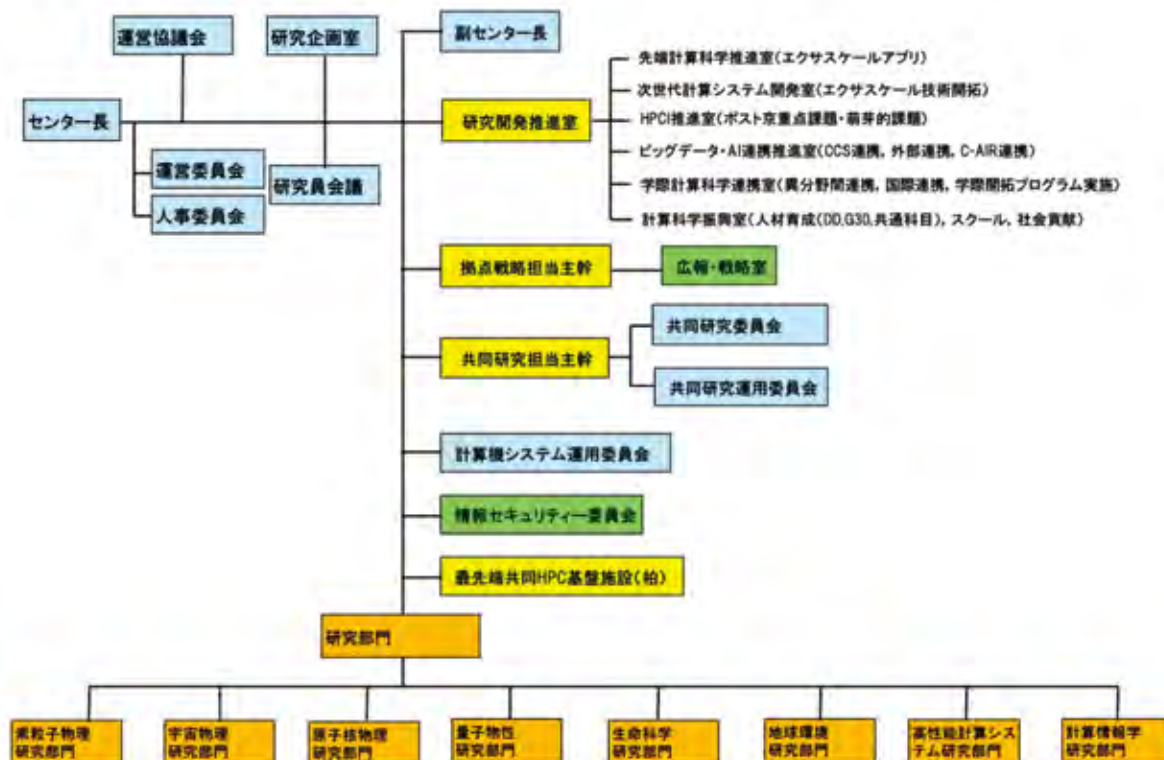 運営協議会
研究企画室
副センター長
先端計算科学推進室(エクサスケールアプリ)
次世代計算システム開発室(エクサスケール技術開拓)
センター長
研究開発推進室
HPCI推進室(ポスト京重点課題・萌芽的課題)
ビッグデータ・AI連携推進室(CCS連携, 外部連携, C-AIR連携)
運営委員会
研究員会議
学際計算科学連携室(異分野間連携, 国際連携, 学際開拓プログラム実施)
人事委員会
計算科学振興室(人材育成(DD,G30,共通科目), スクール, 社会貢献)
拠点戦略担当主幹
広報・戦略室
共同研究委員会
共同研究担当主幹
共同研究運用委員会
計算機システム運用委員会
情報セキュリティー委員会
最先端共同HPC基盤施設(柏)
研究部門
素粒子物理
研究部門
宇宙物理
研究部門
原子核物理
研究部門
量子物性
研究部門
生命科学
研究部門
地球環境
研究部門
高性能計算シス
テム研究部門
計算情報学
研究部門